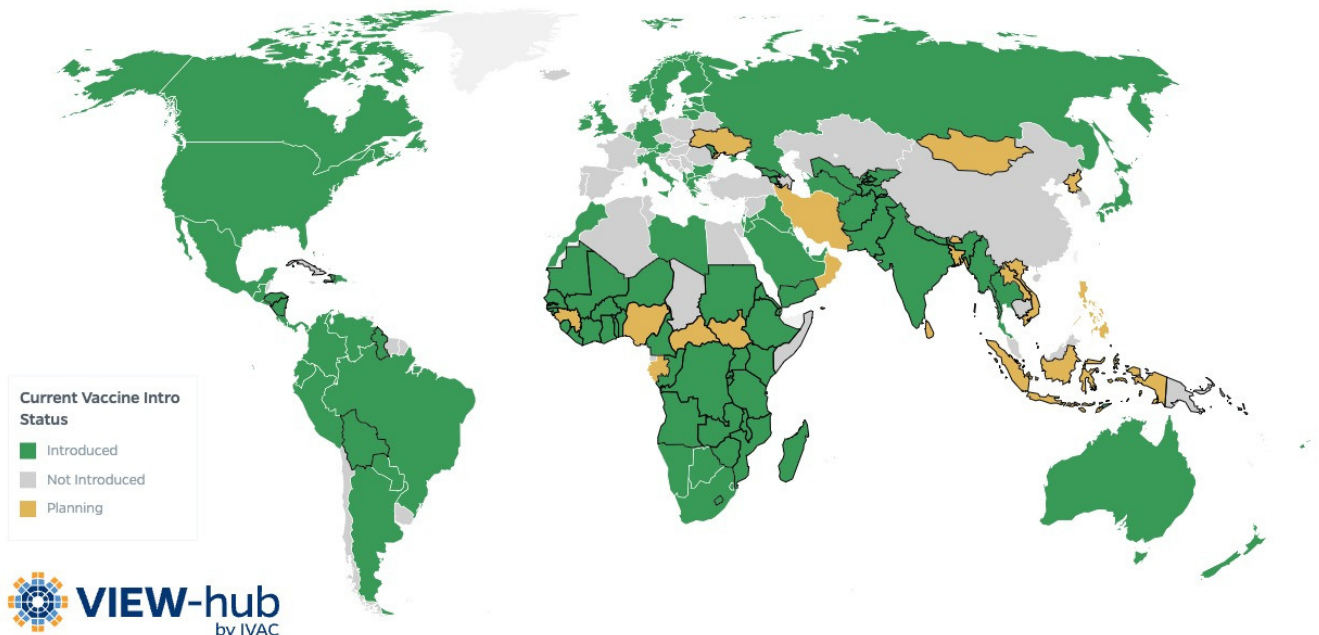 Current Vaccine Intro
Status
Introduced
Not Introduced
Planning
VIEW-hub
by IVAC